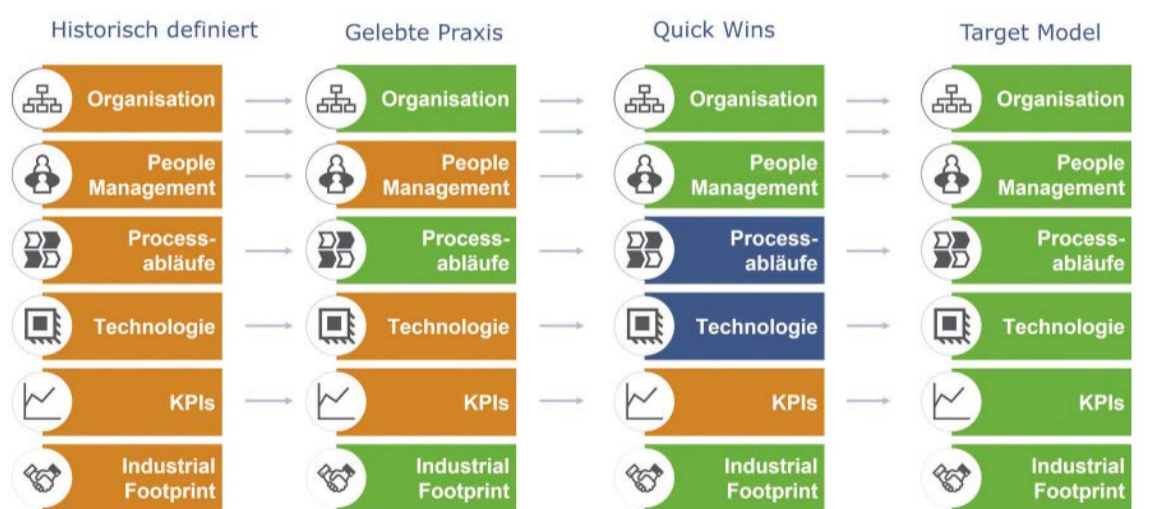 Historisch definiert
Gelebte Praxis
Quick Wins
Target Model
Organisation
Organisation
Organisation
Organisation
People
Management
People
Management
People
Management
People
Management
Process-
abläufe
Process-
abläufe
Process-
abläufe
Process-
abläufe
Technologie
Technologie
Technologie
Technologie
KPIs
KPIs
KPIs
KPIs
Industrial
Footprint
Industrial
Footprint
Industrial
Footprint
Industrial
Footprint